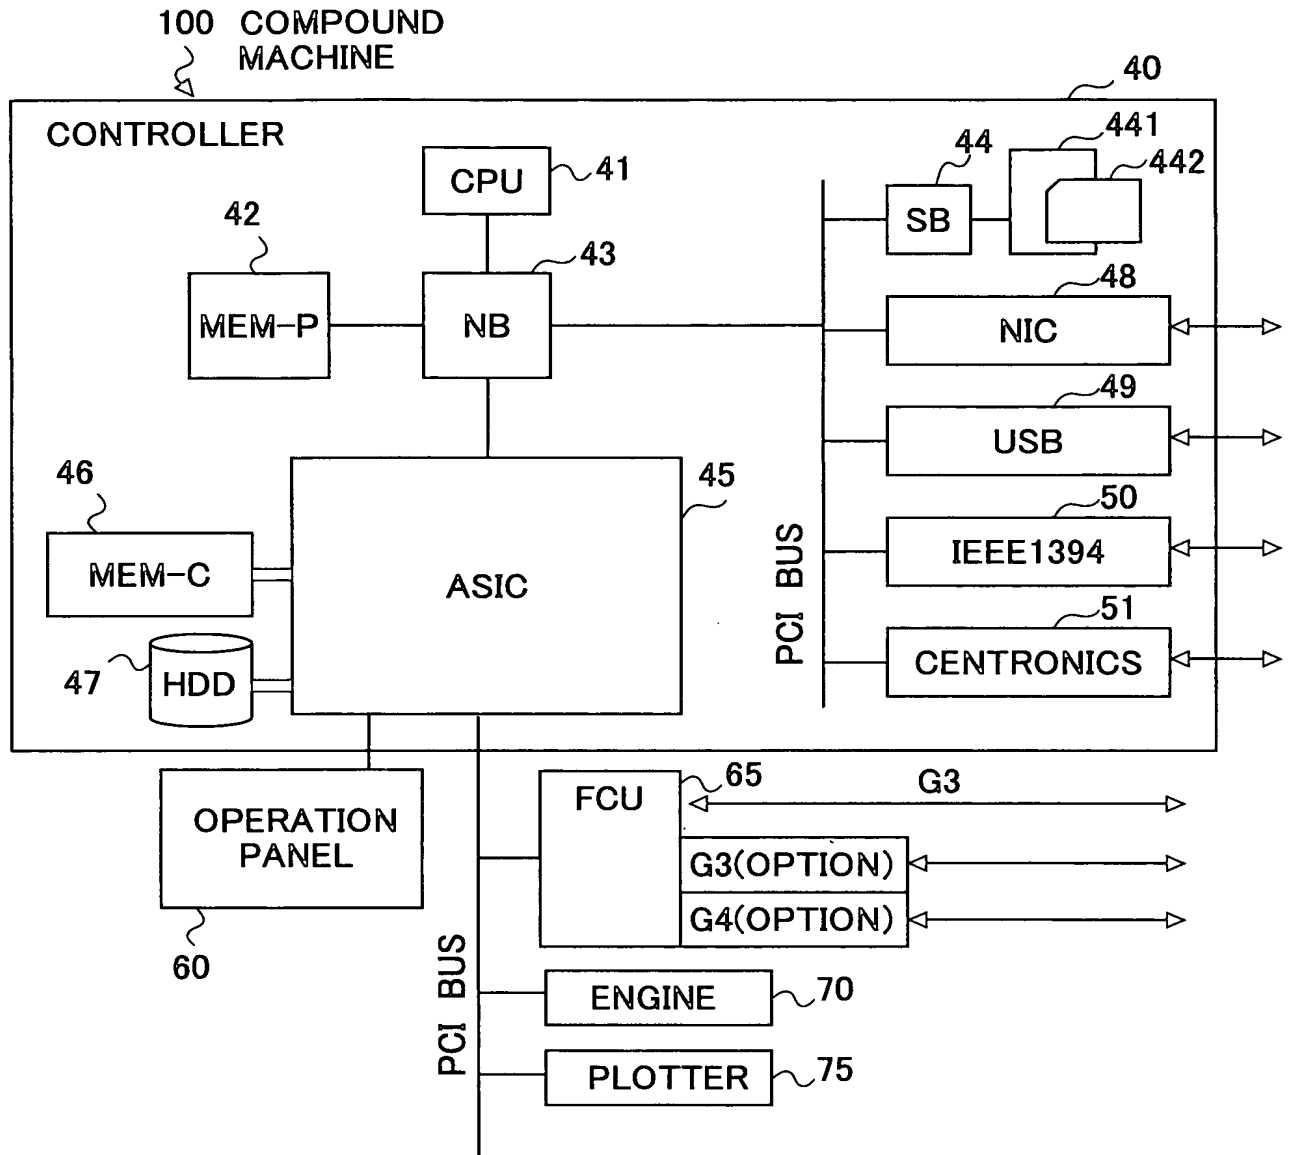 100 COMPOUND
MACHINE
40
CONTROLLER
441
44
442
41
CPU
42
SB
43
48
MEM-P
NB
NIC
49
USB
46
45
50
IEEE1394
MEM-C
ASIC
PCI BUS
51
CENTRONICS
47
HDD
65
G3
FCU
OPERATION
PANEL
G3(OPTION)
G4(OPTION)
60
PCI BUS
ENGINE
70
PLOTTER
75